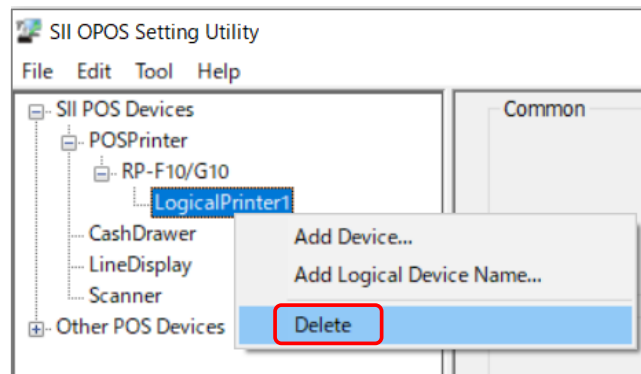 SII OPOS Setting Utility
File Edit Tool Help
SII POS Devices
POSPrinter
RP-F10/G10
LogicalPrinter1
CashDrawer
LineDisplay
Scanner
Other POS Devices
Common
Add Device...
Add Logical Device Name...
Delete